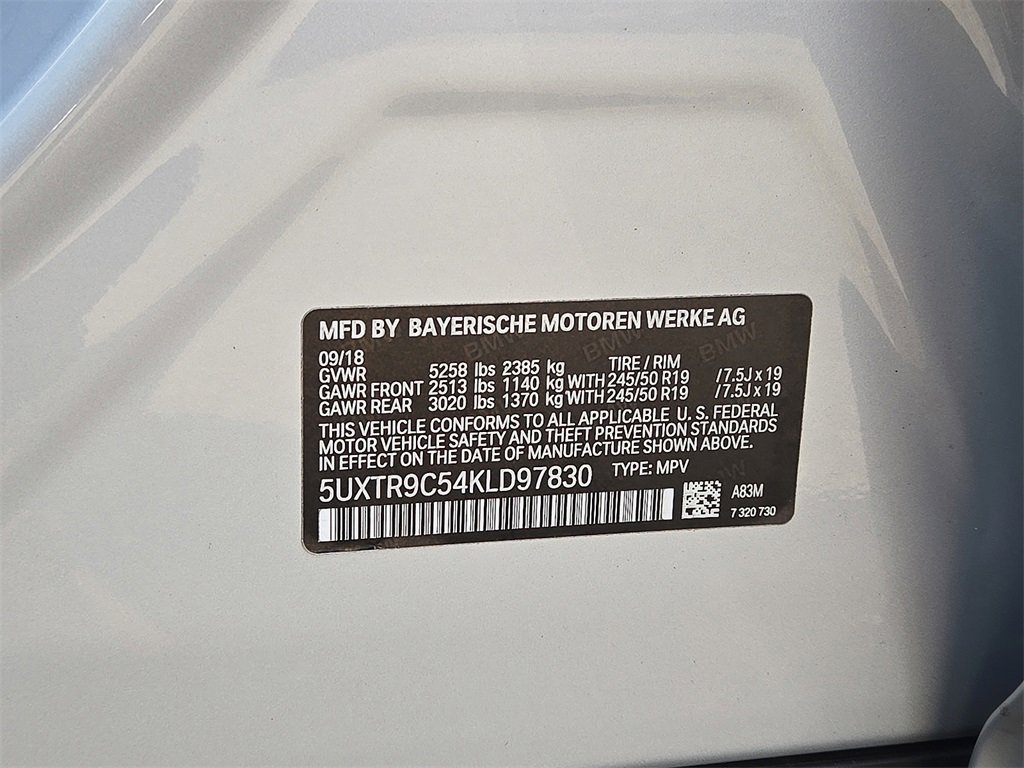 MFD BY BAYERISCHE MOTOREN WERKE AG
09/18
GVWR 5258 lbs 2385 kg TIRE / RIM
GAWR FRONT 2513 lbs 1140 kg WITH 245/50 R19 /7.5J x 19
GAWR REAR 3020 lbs 1370 kg WITH 245/50 R19 /7.5J x 19
THIS VEHICLE CONFORMS TO ALL APPLICABLE U. S. FEDERAL
MOTOR VEHICLE SAFETY AND THEFT PREVENTION STANDARDS
IN EFFECT ON THE DATE OF MANUFACTURE SHOWN ABOVE.
5UXTR9C54KLD97830 TYPE: MPV
A83M
7 320 730